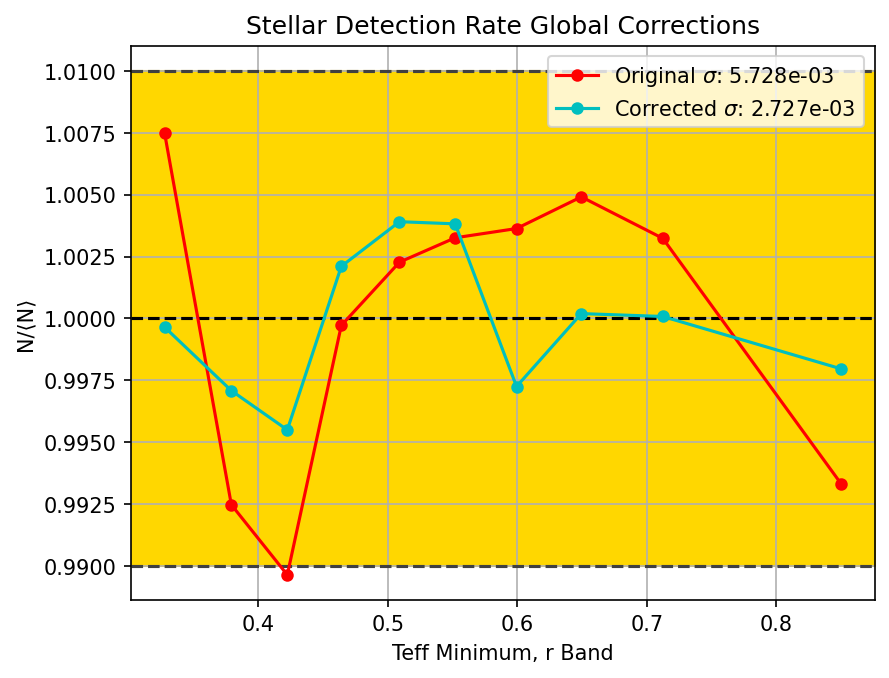 Stellar Detection Rate Global Corrections
Original σ: 5.728e-03
Corrected σ: 2.727e-03
N/⟨N⟩
1.0100
1.0075
1.0050
1.0025
1.0000
0.9975
0.9950
0.9925
0.9900
0.4 0.5 0.6 0.7 0.8
Teff Minimum, r Band